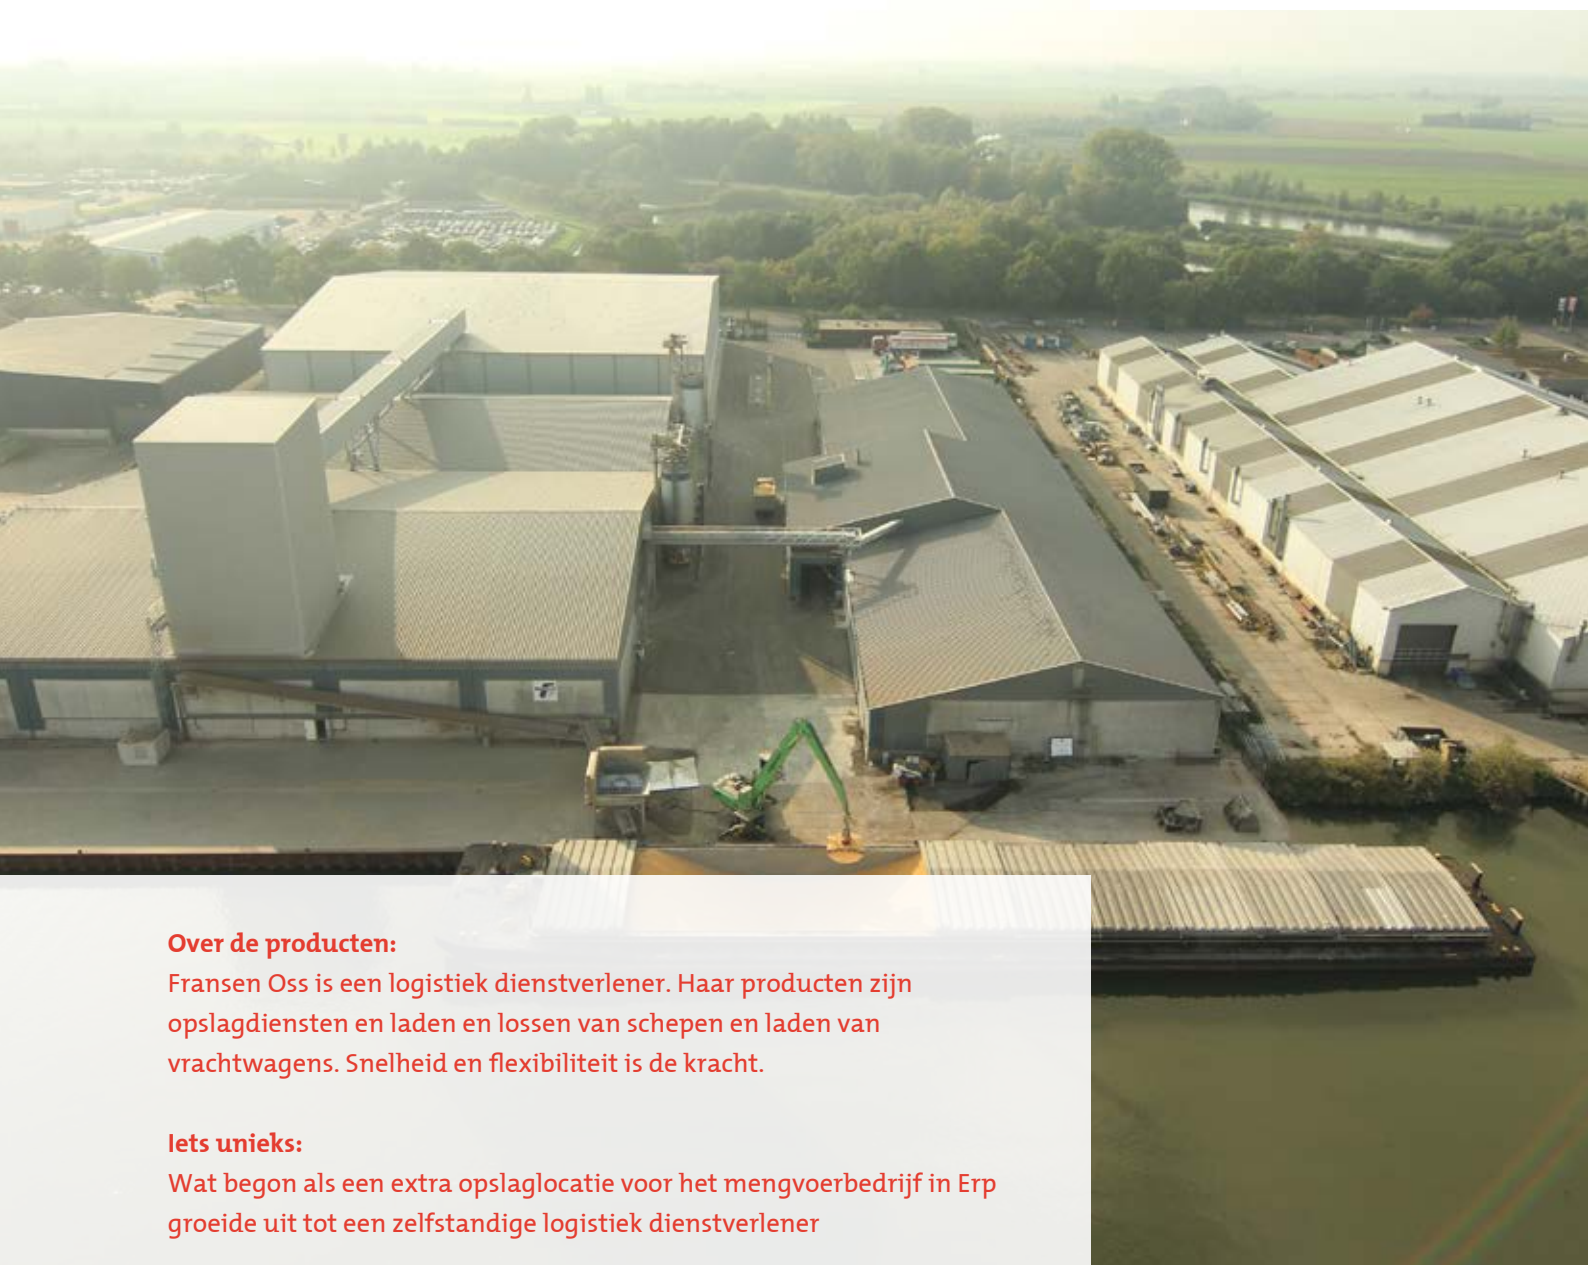 Over de producten:
Fransen Oss is een logistiek dienstverlener. Haar producten zijn
opslagdiensten en laden en lossen van schepen en laden van
vrachtwagens. Snelheid en flexibiliteit is de kracht.
Iets unieks:
Wat begon als een extra opslaglocatie voor het mengvoerbedrijf in Erp
groeide uit tot een zelfstandige logistiek dienstverlener